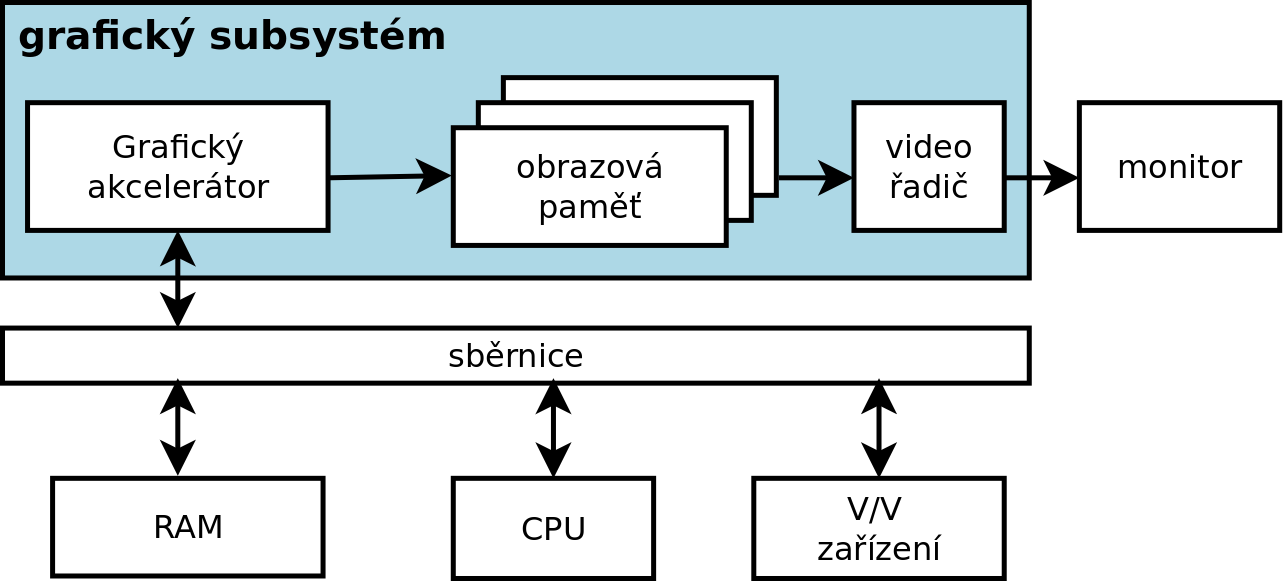 grafický subsystém
Grafický
akcelerátor
obrazová
paměť
video
řadič
monitor
sběrnice
RAM
CPU
V/V
zařízení